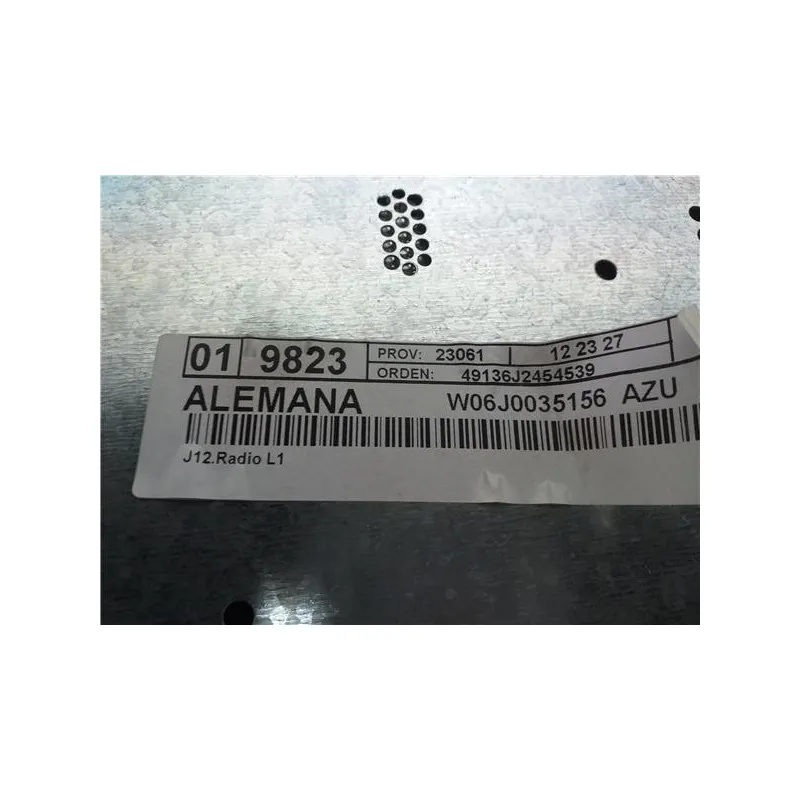 01 9823 PROV: 23061 12 23 27
ORDEN: 49136J2454539
ALEMANA W06J0035156 AZU
J12.Radio L1